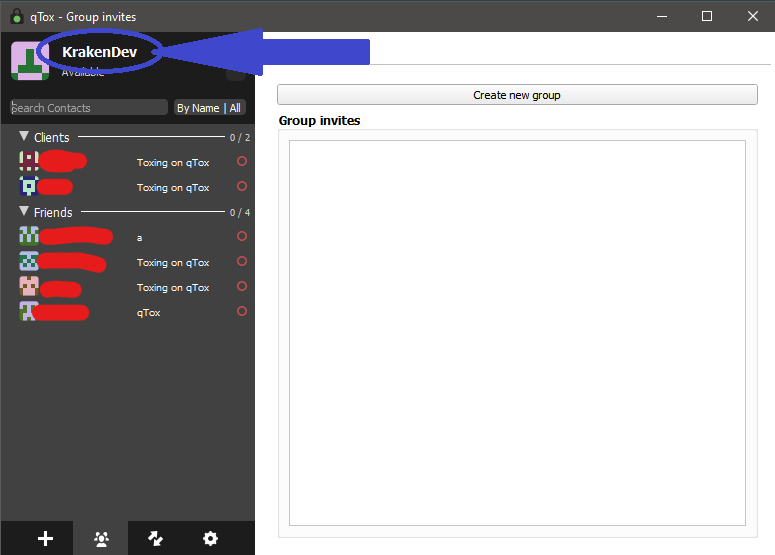 qTox - Group invites
KrakenDev
Available
Search Contacts
By Name | All
Create new group
Group invites
Clients 0 / 2
Toxing on qTox
Toxing on qTox
Friends 0 / 4
a
Toxing on qTox
Toxing on qTox
qTox